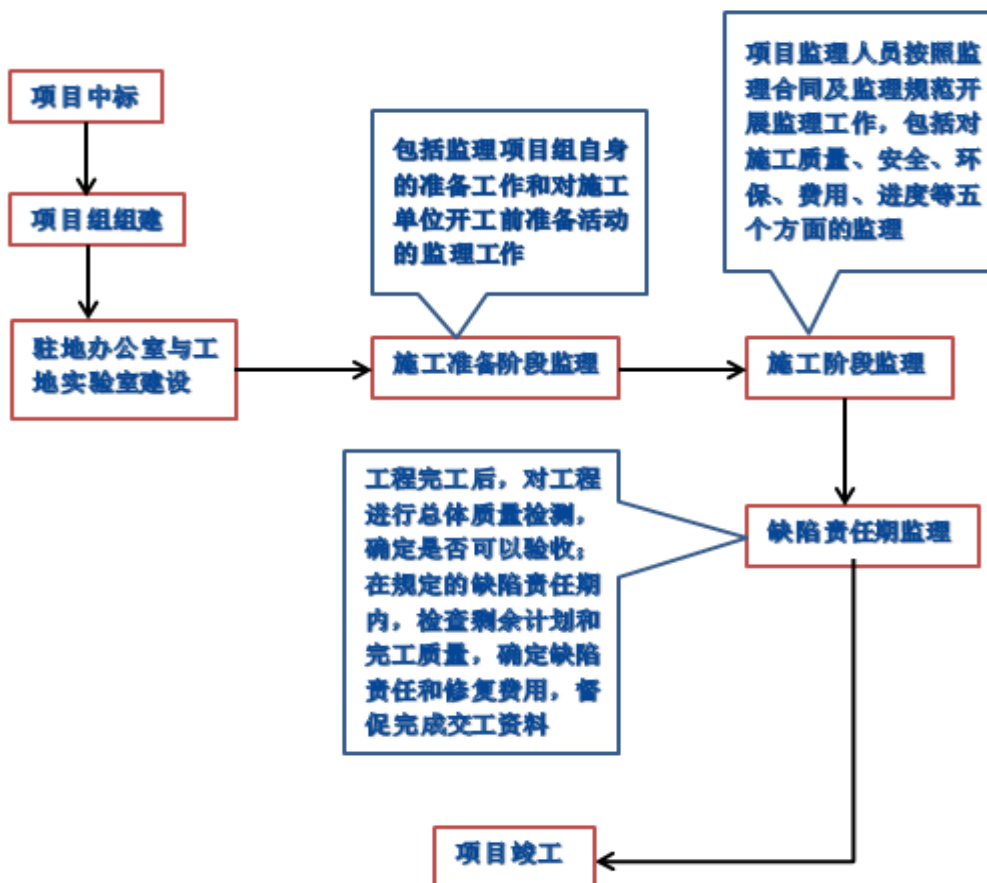 项目中标
项目组组建
驻地办公室与工
地实验室建设
包括监理项目组自身
的准备工作和对施工
单位开工前准备活动
的监理工作
施工准备阶段监理
项目监理人员按照监
理合同及监理规范开
展监理工作，包括对
施工质量、安全、环
保、费用、进度等五
个方面的监理
施工阶段监理
工程完工后，对工程
进行总体质量检测，
确定是否可以验收；
在规定的缺陷责任期
内，检查剩余计划和
完工质量，确定缺陷
责任和修复费用，督
促完成交工资料
缺陷责任期监理
项目竣工